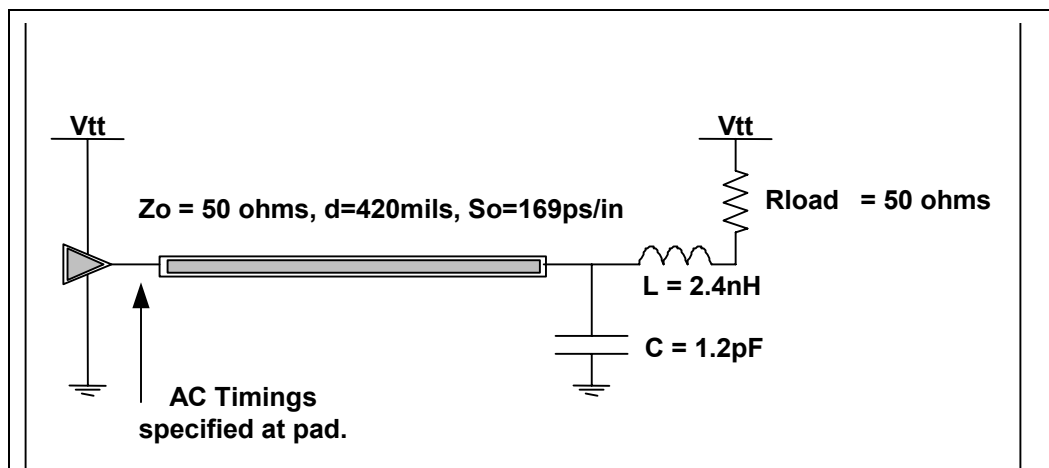 Vtt
Vtt
Zo = 50 ohms, d=420mils, So=169ps/in
Rload = 50 ohms
L = 2.4nH
C = 1.2pF
AC Timings
specified at pad.